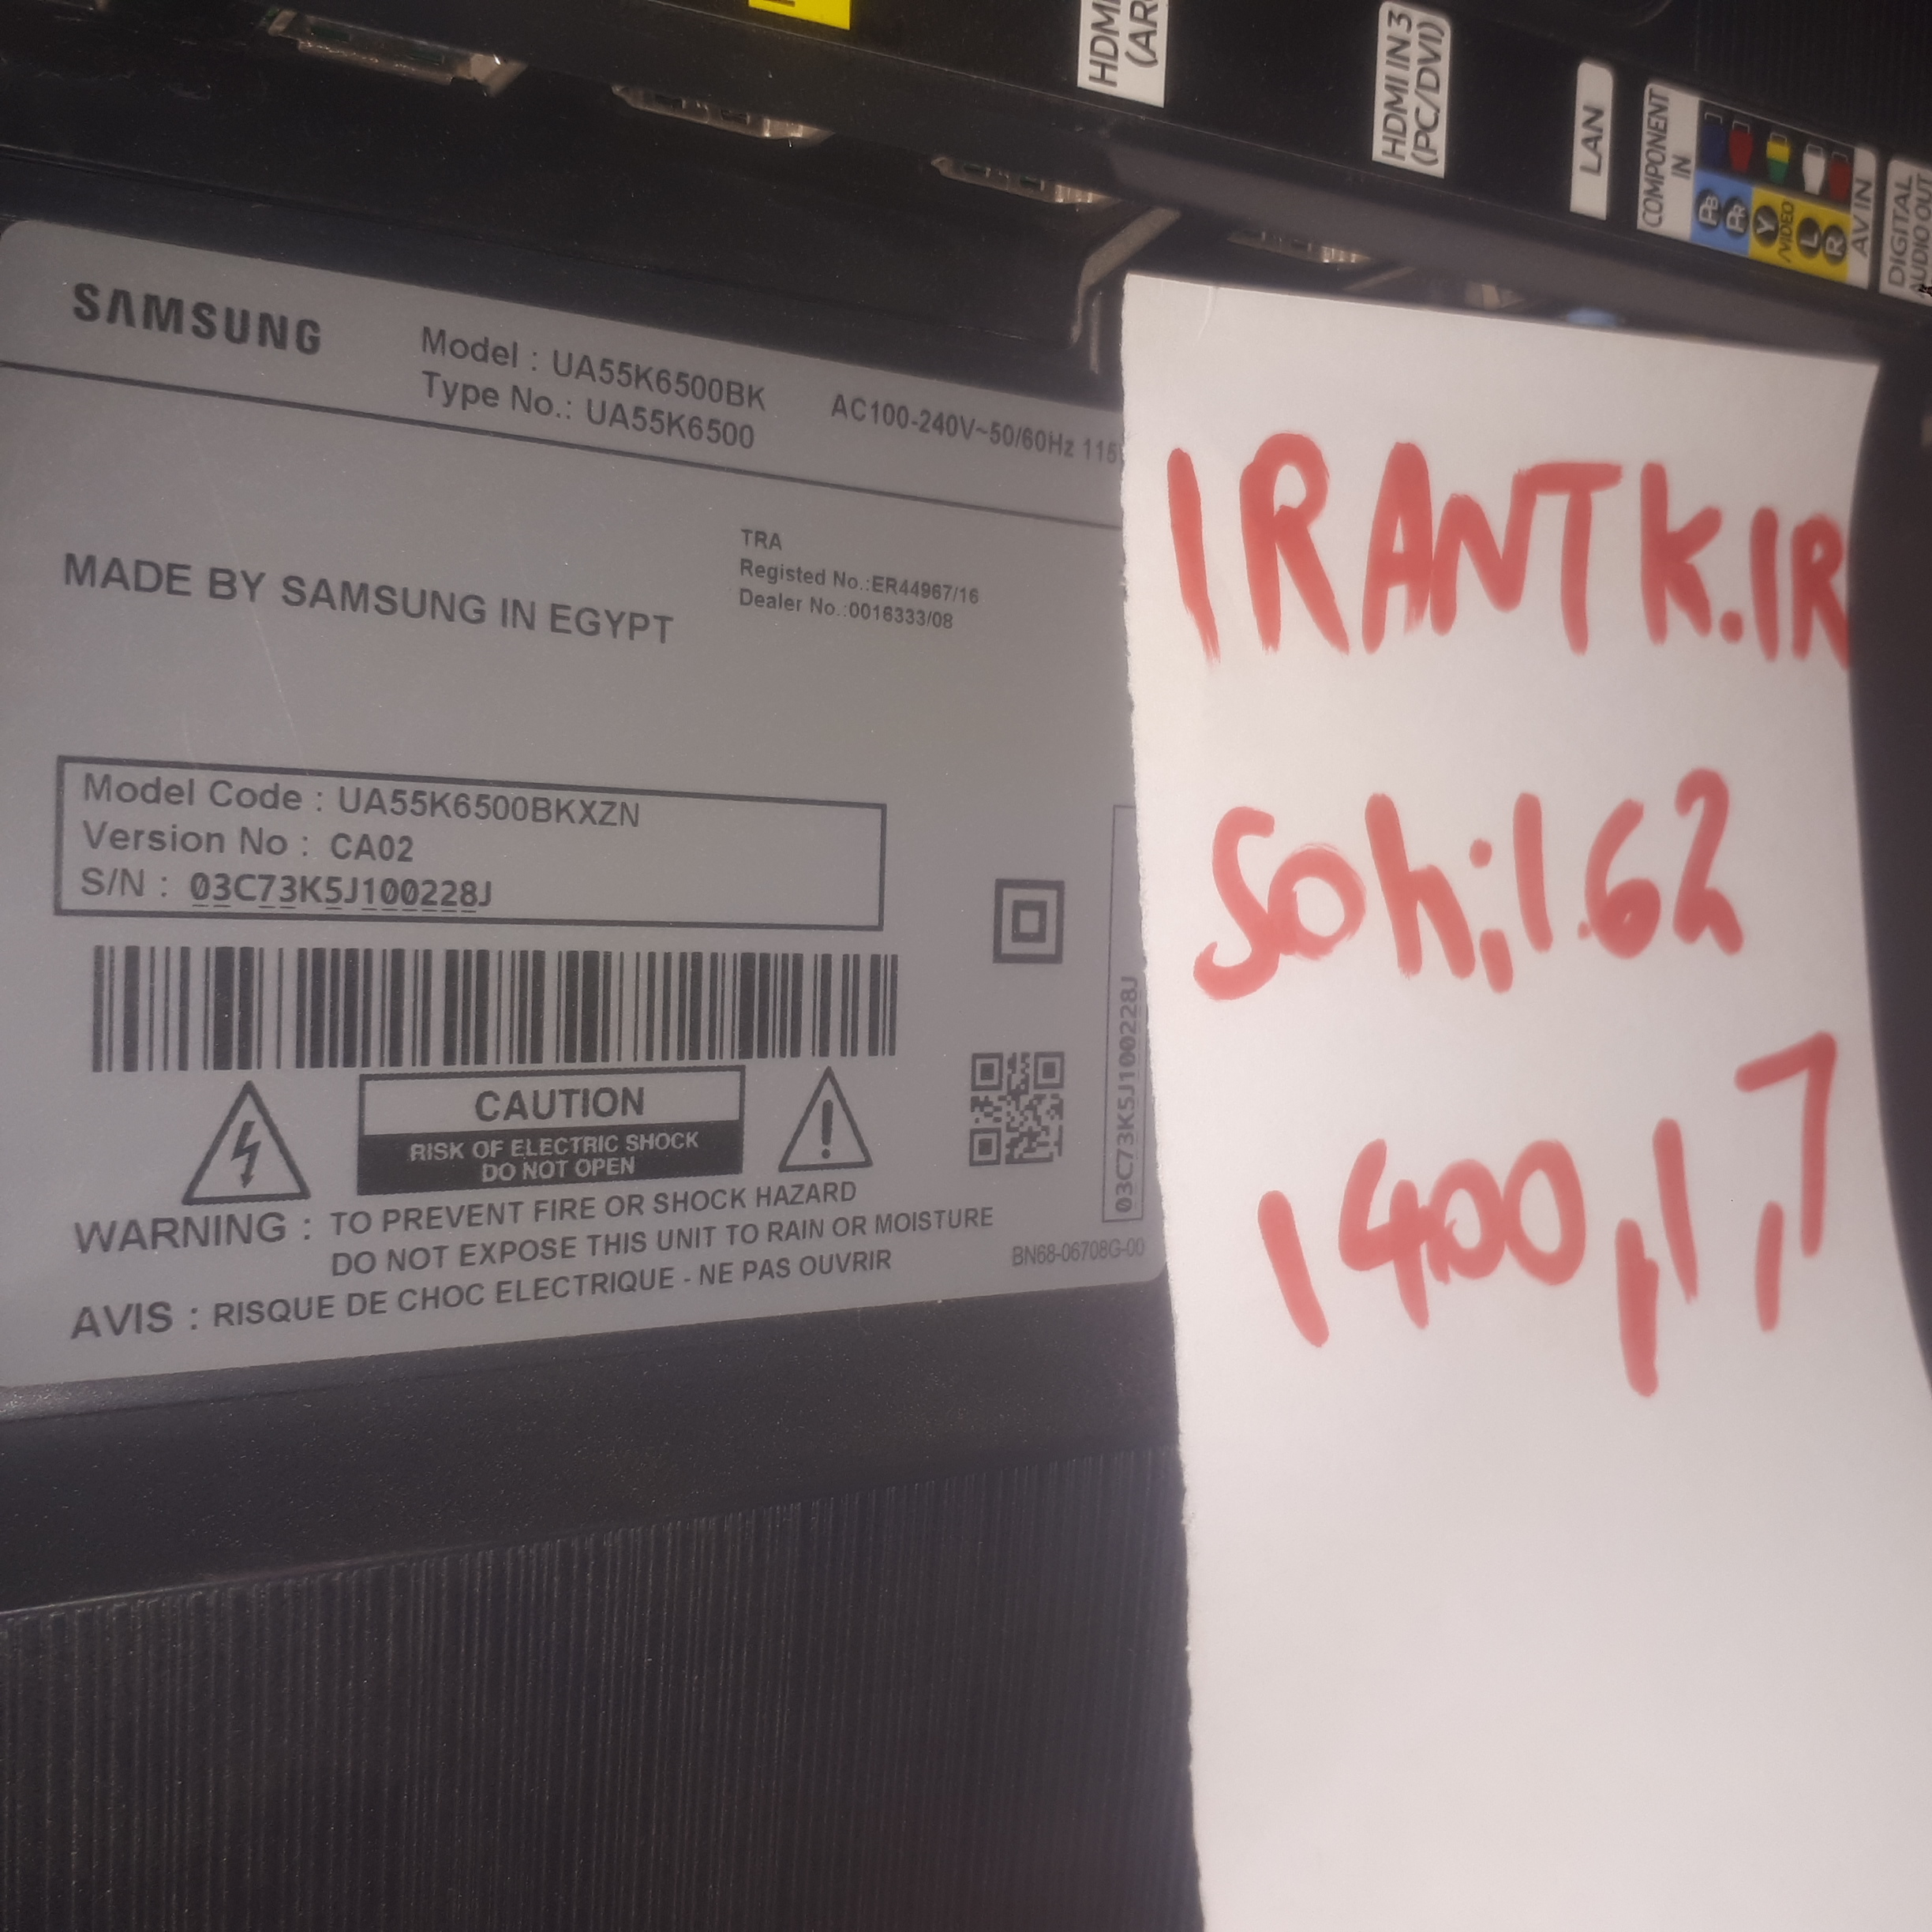 HDMI IN 3
(PC/DVI)
LAN
COMPONENT
IN
PB
PR
Y
/VIDEO
L
R
AV IN
DIGITAL
AUDIO OUT
SAMSUNG
Model : UA55K6500BK
Type No.: UA55K6500
AC100-240V~50/60Hz 115
MADE BY SAMSUNG IN EGYPT
TRA
Registed No.:ER44967/16
Dealer No.:0016333/08
Model Code : UA55K6500BKXZN
Version No : CA02
S/N : 03C73K5J100228J
CAUTION
RISK OF ELECTRIC SHOCK
DO NOT OPEN
WARNING : TO PREVENT FIRE OR SHOCK HAZARD
DO NOT EXPOSE THIS UNIT TO RAIN OR MOISTURE
AVIS : RISQUE DE CHOC ELECTRIQUE - NE PAS OUVRIR
03C73K5J100228J
BN68-06708G-00
IRANTK.IR
Soh;1.62
1400,1,7